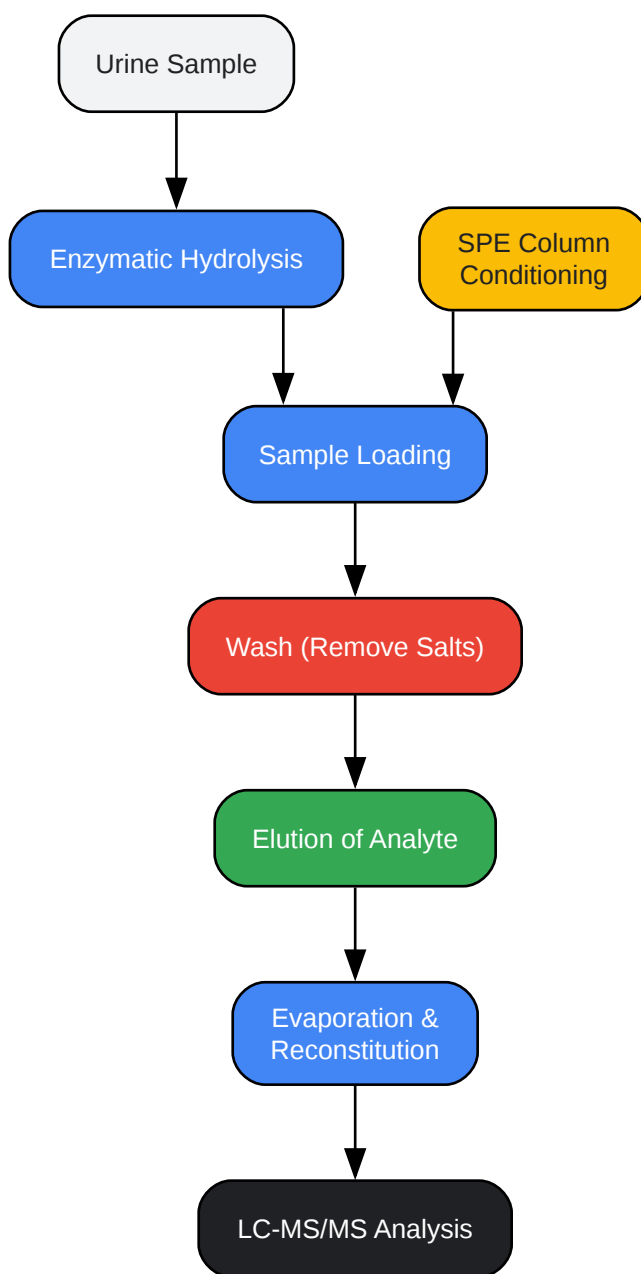 Urine Sample
Enzymatic Hydrolysis
SPE Column
Conditioning
Sample Loading
Wash (Remove Salts)
Elution of Analyte
Evaporation &
Reconstitution
LC-MS/MS Analysis